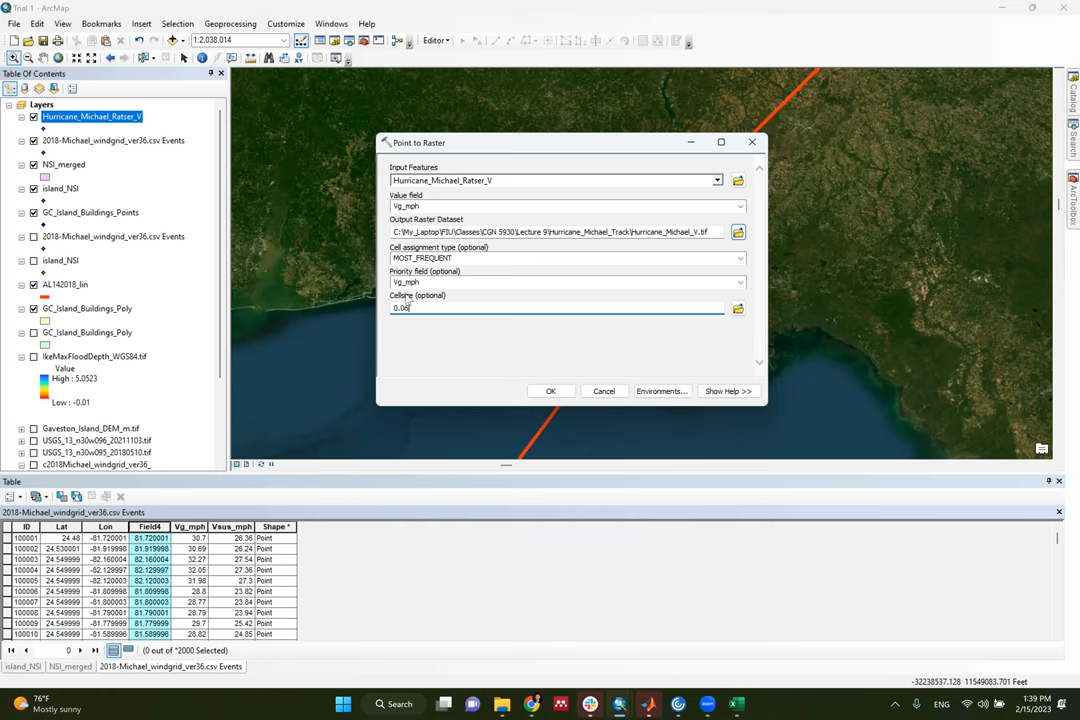 Trial 1 - ArcMap
File Edit View Bookmarks Insert Selection Geoprocessing Customize Windows Help
1:2,038,014 Editor
Table Of Contents
Layers
Hurricane_Michael_Ratser_V
2018-Michael_windgrid_ver36.csv Events
NSI_merged
island_NSI
GC_Island_Buildings_Points
2018-Michael_windgrid_ver36.csv Events
island_NSI
AL142018_lin
GC_Island_Buildings_Poly
GC_Island_Buildings_Poly
IkeMaxFloodDepth_WGS84.tif
Value
High : 5.0523
Low : -0.01
Gaveston_Island_DEM_m.tif
USGS_13_n30w096_20211103.tif
USGS_13_n30w095_20180510.tif
c2018Michael_windgrid_ver36_
Point to Raster
Input Features
Hurricane_Michael_Ratser_V
Value field
Vg_mph
Output Raster Dataset
C:\My_Laptop\FIU\Classes\CGN 5930\Lecture 9\Hurricane_Michael_Track\Hurricane_Michael_V.tif
Cell assignment type (optional)
MOST_FREQUENT
Priority field (optional)
Vg_mph
Cellsize (optional)
0.06
OK Cancel Environments... Show Help >>
Catalog
Search
ArcToolbox
Table
2018-Michael_windgrid_ver36.csv Events
ID Lat Lon Field4 Vg_mph Vsus_mph Shape *
100001 24.48 -81.720001 81.720001 30.7 26.36 Point
100002 24.530001 -81.919998 81.919998 30.69 26.24 Point
100003 24.549999 -82.160004 82.160004 32.27 27.54 Point
100004 24.549999 -82.129997 82.129997 32.05 27.36 Point
100005 24.549999 -82.120003 82.120003 31.98 27.3 Point
100006 24.549999 -81.809998 81.809998 28.8 23.82 Point
100007 24.549999 -81.800003 81.800003 28.77 23.84 Point
100008 24.549999 -81.790001 81.790001 28.79 23.94 Point
100009 24.549999 -81.779999 81.779999 29.7 25.42 Point
100010 24.549999 -81.589996 81.589996 28.82 24.85 Point
0 (0 out of *2000 Selected)
island_NSI NSI_merged 2018-Michael_windgrid_ver36.csv Events
-32238537.128 11549083.701 Feet
76°F
Mostly sunny
Search
ENG
1:39 PM
2/15/2023